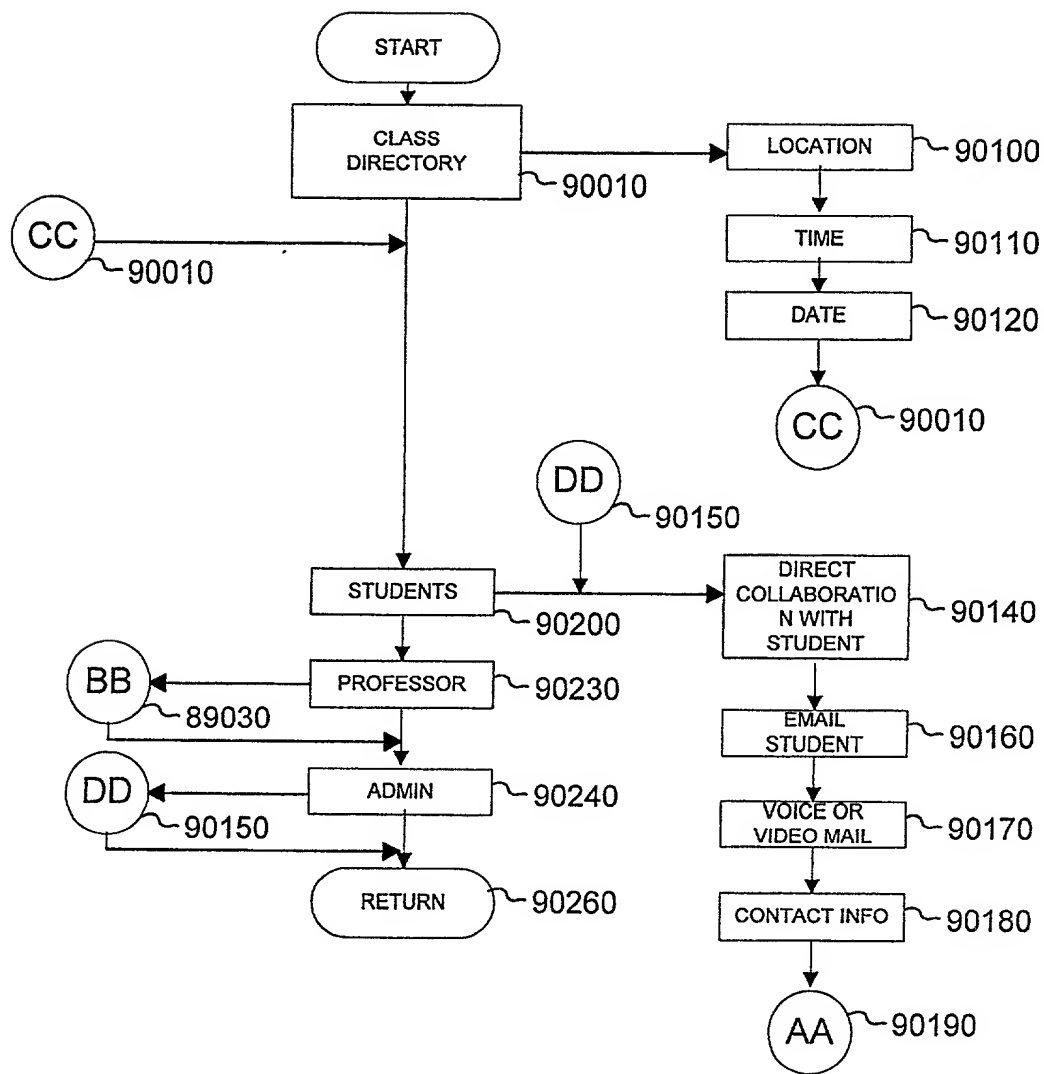 START
CLASS
DIRECTORY
90010
LOCATION
90100
CC
90010
TIME
90110
DATE
90120
CC
90010
DD
90150
STUDENTS
90200
DIRECT
COLLABORATIO
N WITH
STUDENT
90140
BB
89030
PROFESSOR
90230
EMAIL
STUDENT
90160
DD
90150
ADMIN
90240
VOICE OR
VIDEO MAIL
90170
RETURN
90260
CONTACT INFO
90180
AA
90190